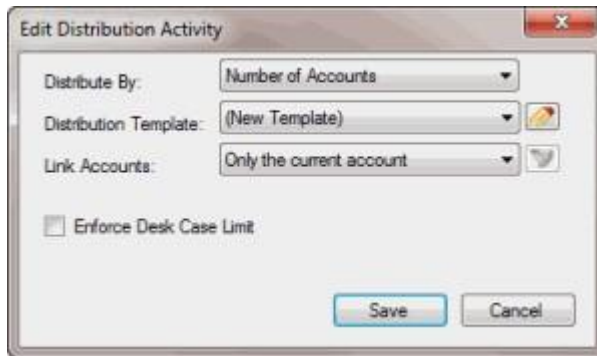 Edit Distribution Activity
Distribute By: Number of Accounts
Distribution Template: (New Template)
Link Accounts: Only the current account
Enforce Desk Case Limit
Save Cancel